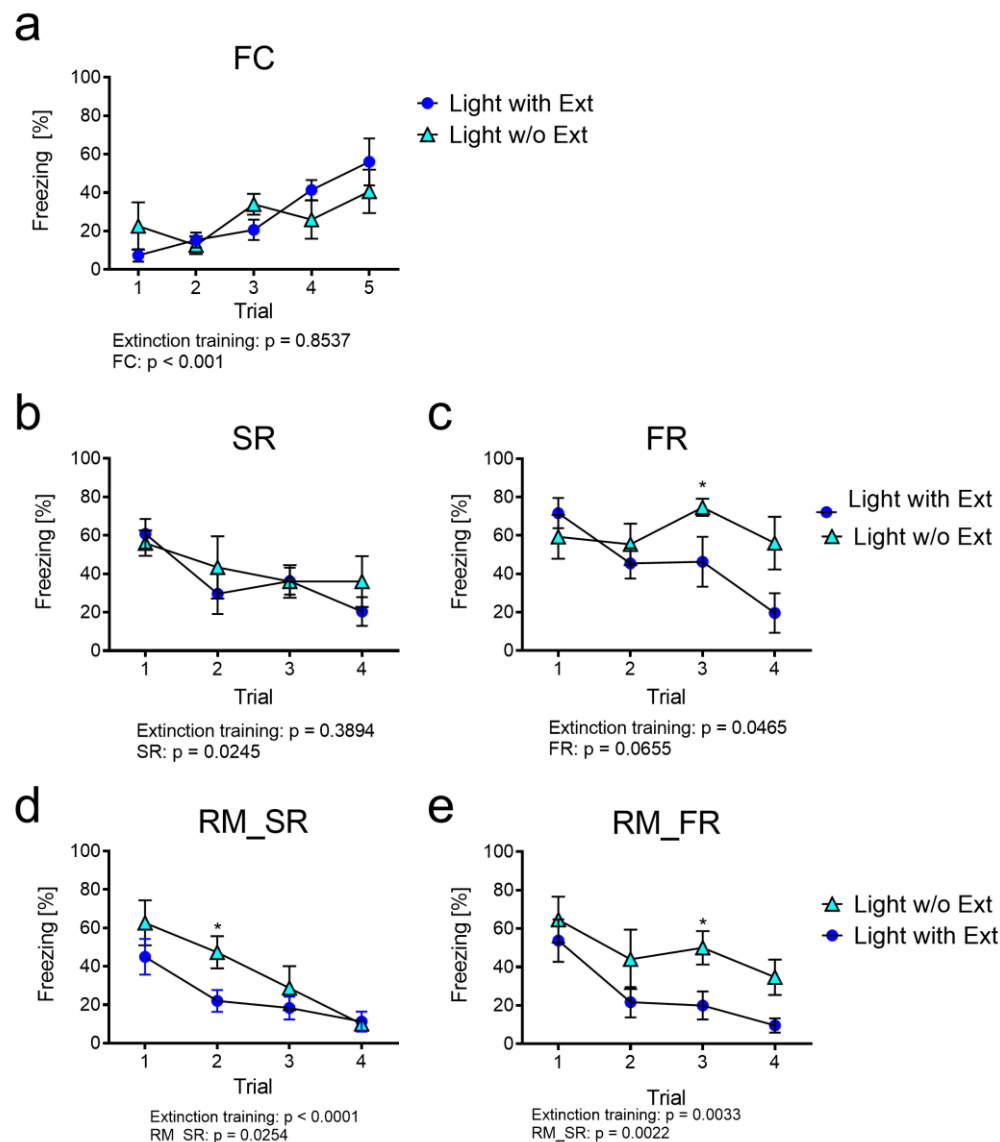 a
FC
100
80
60
40
20
0
Freezing [%]
1 2 3 4 5
Trial
Light with Ext
Light w/o Ext
Extinction training: p = 0.8537
FC: p < 0.001
b
SR
100
80
60
40
20
0
Freezing [%]
1 2 3 4
Trial
Extinction training: p = 0.3894
SR: p = 0.0245
c
FR
100
80
60
40
20
0
Freezing [%]
*
1 2 3 4
Trial
Light with Ext
Light w/o Ext
Extinction training: p = 0.0465
FR: p = 0.0655
d
RM_SR
100
80
60
40
20
0
Freezing [%]
*
1 2 3 4
Trial
Extinction training: p < 0.0001
RM_SR: p = 0.0254
e
RM_FR
100
80
60
40
20
0
Freezing [%]
*
1 2 3 4
Trial
Light w/o Ext
Light with Ext
Extinction training: p = 0.0033
RM_SR: p = 0.0022